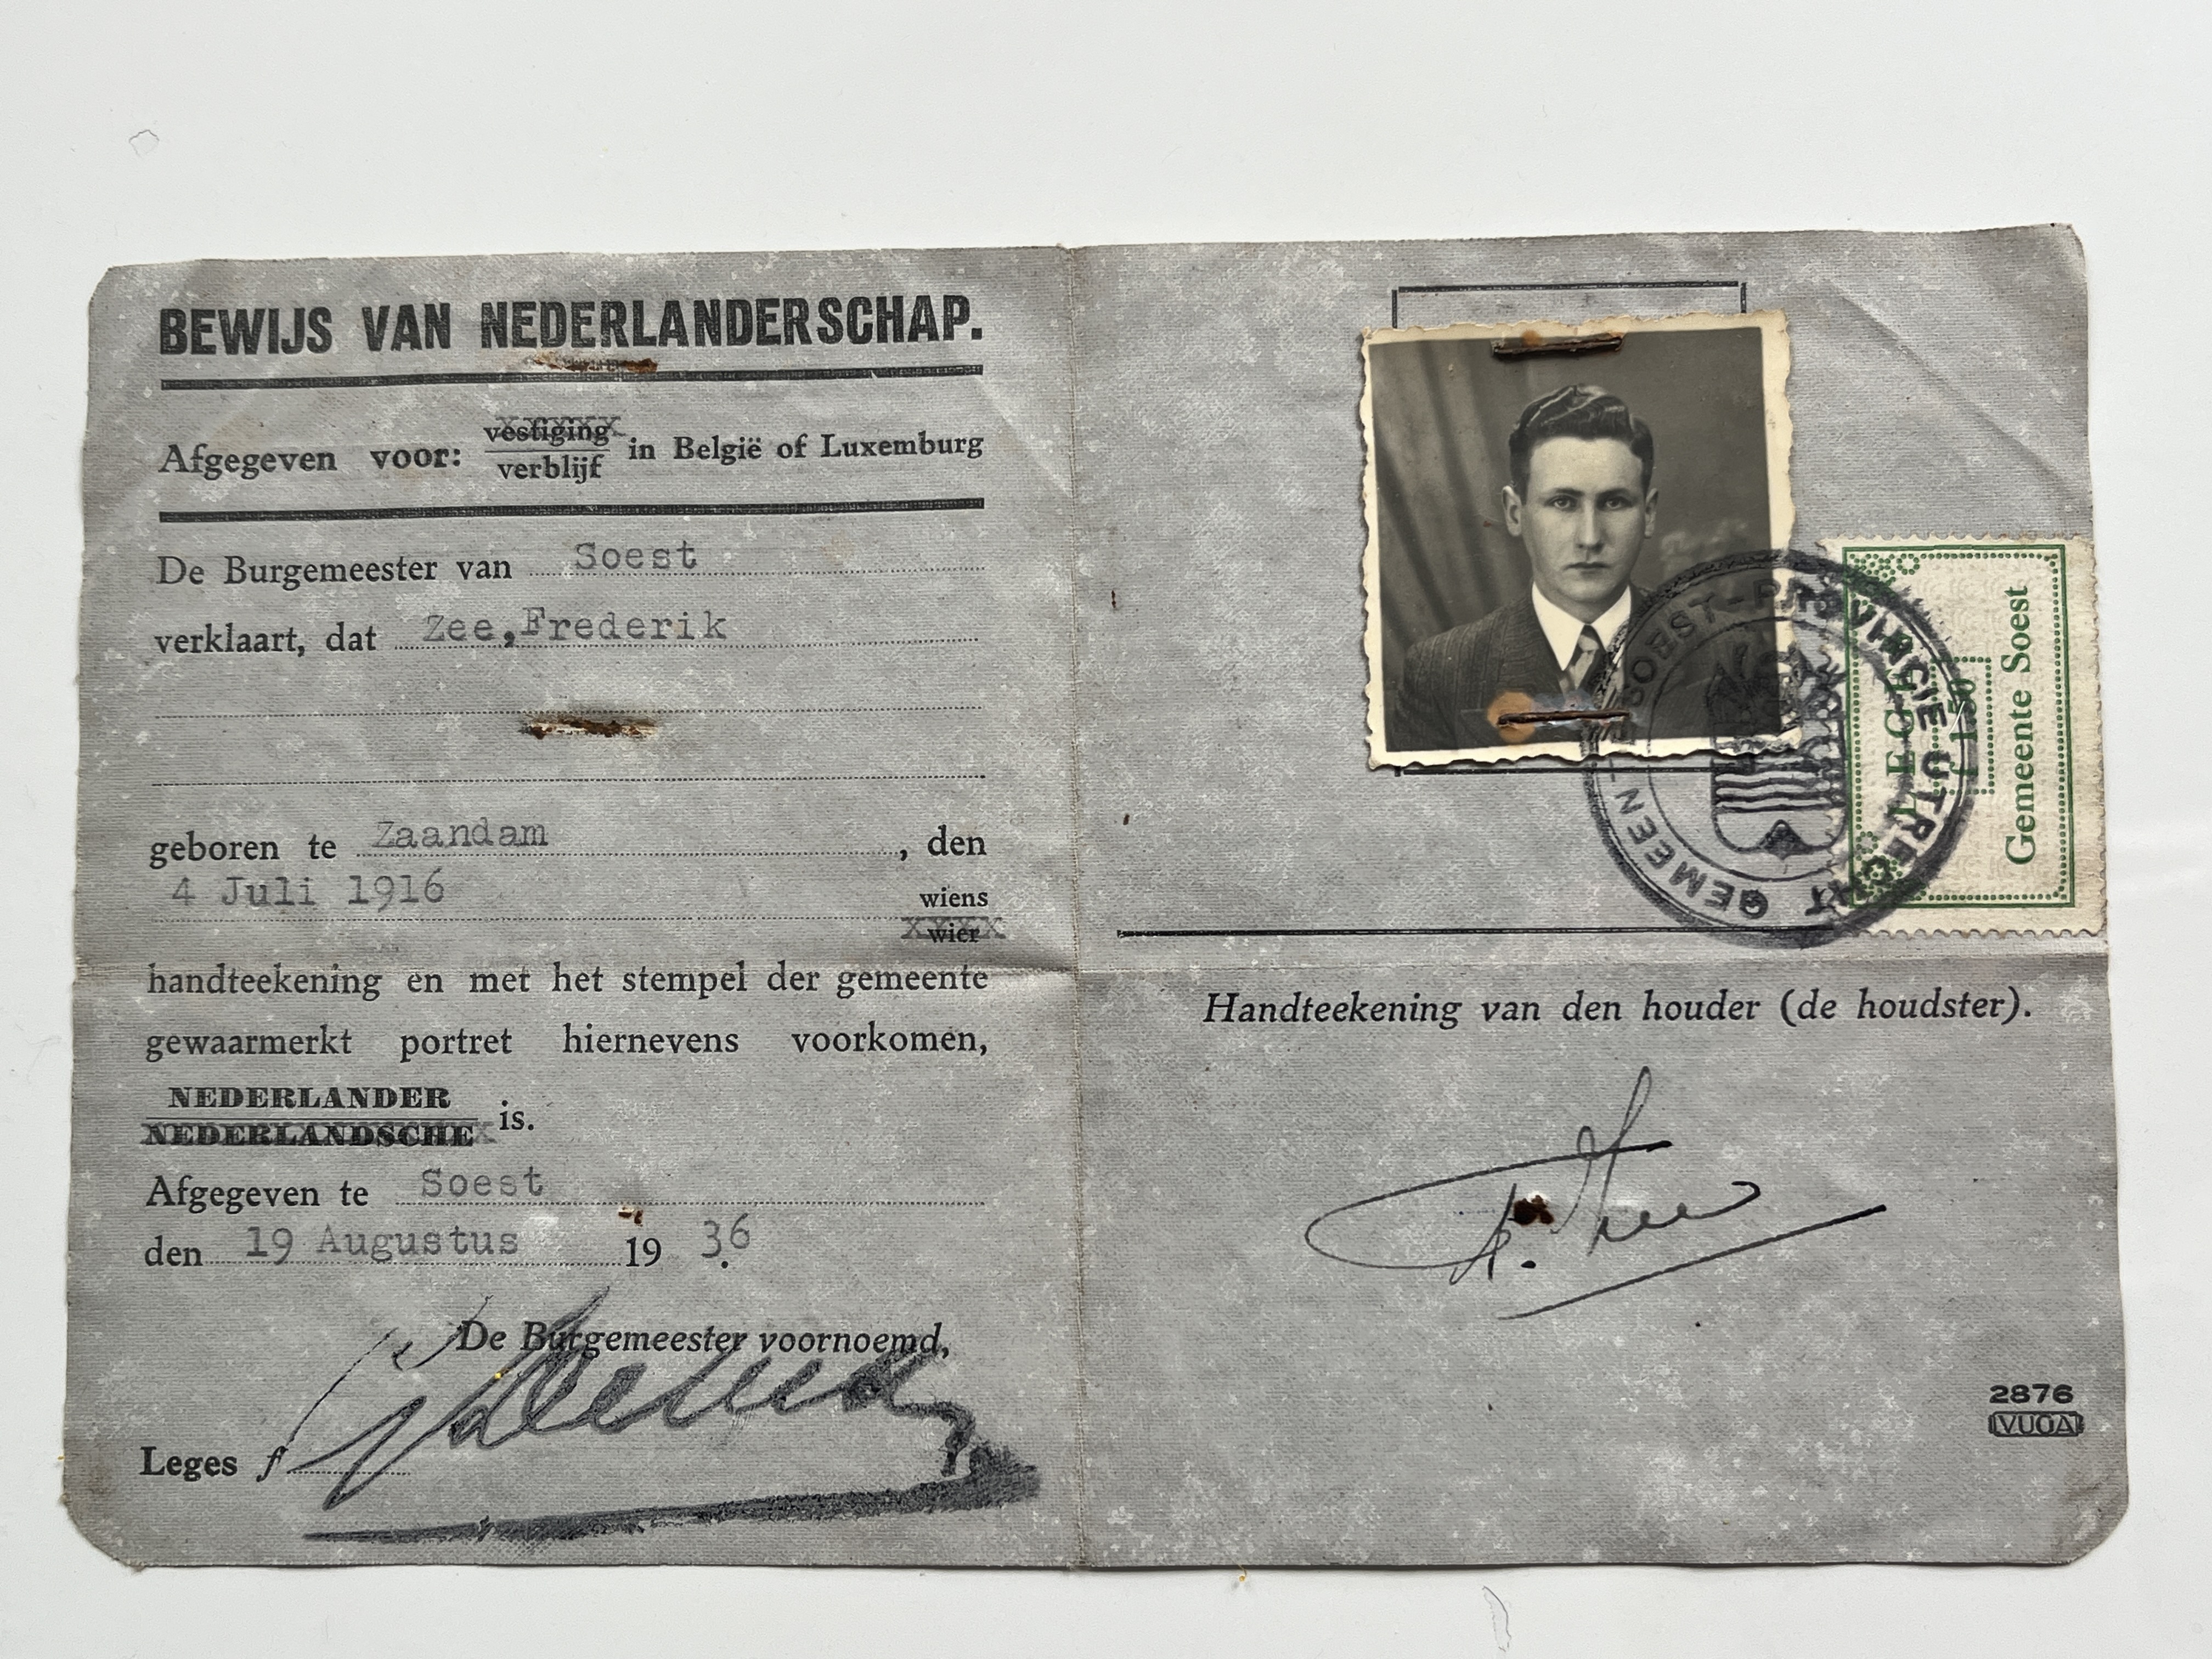 BEWIJS VAN NEDERLANDERSCHAP.
Afgegeven voor: vestiging
verblijf in België of Luxemburg
De Burgemeester van Soest
verklaart, dat Zee, Frederik
geboren te Zaandam , den
4 Juli 1916 wiens
wier
handteekening en met het stempel der gemeente
gewaarmerkt portret hiernevens voorkomen,
NEDERLANDER
NEDERLANDSCHE is.
Afgegeven te Soest
den 19 Augustus 19 36.
De Burgemeester voornoemd,
Leges f
SOEST - PROVINCIE UTRECHT
Gemeente Soest
Handteekening van den houder (de houdster).
2876
VUGA